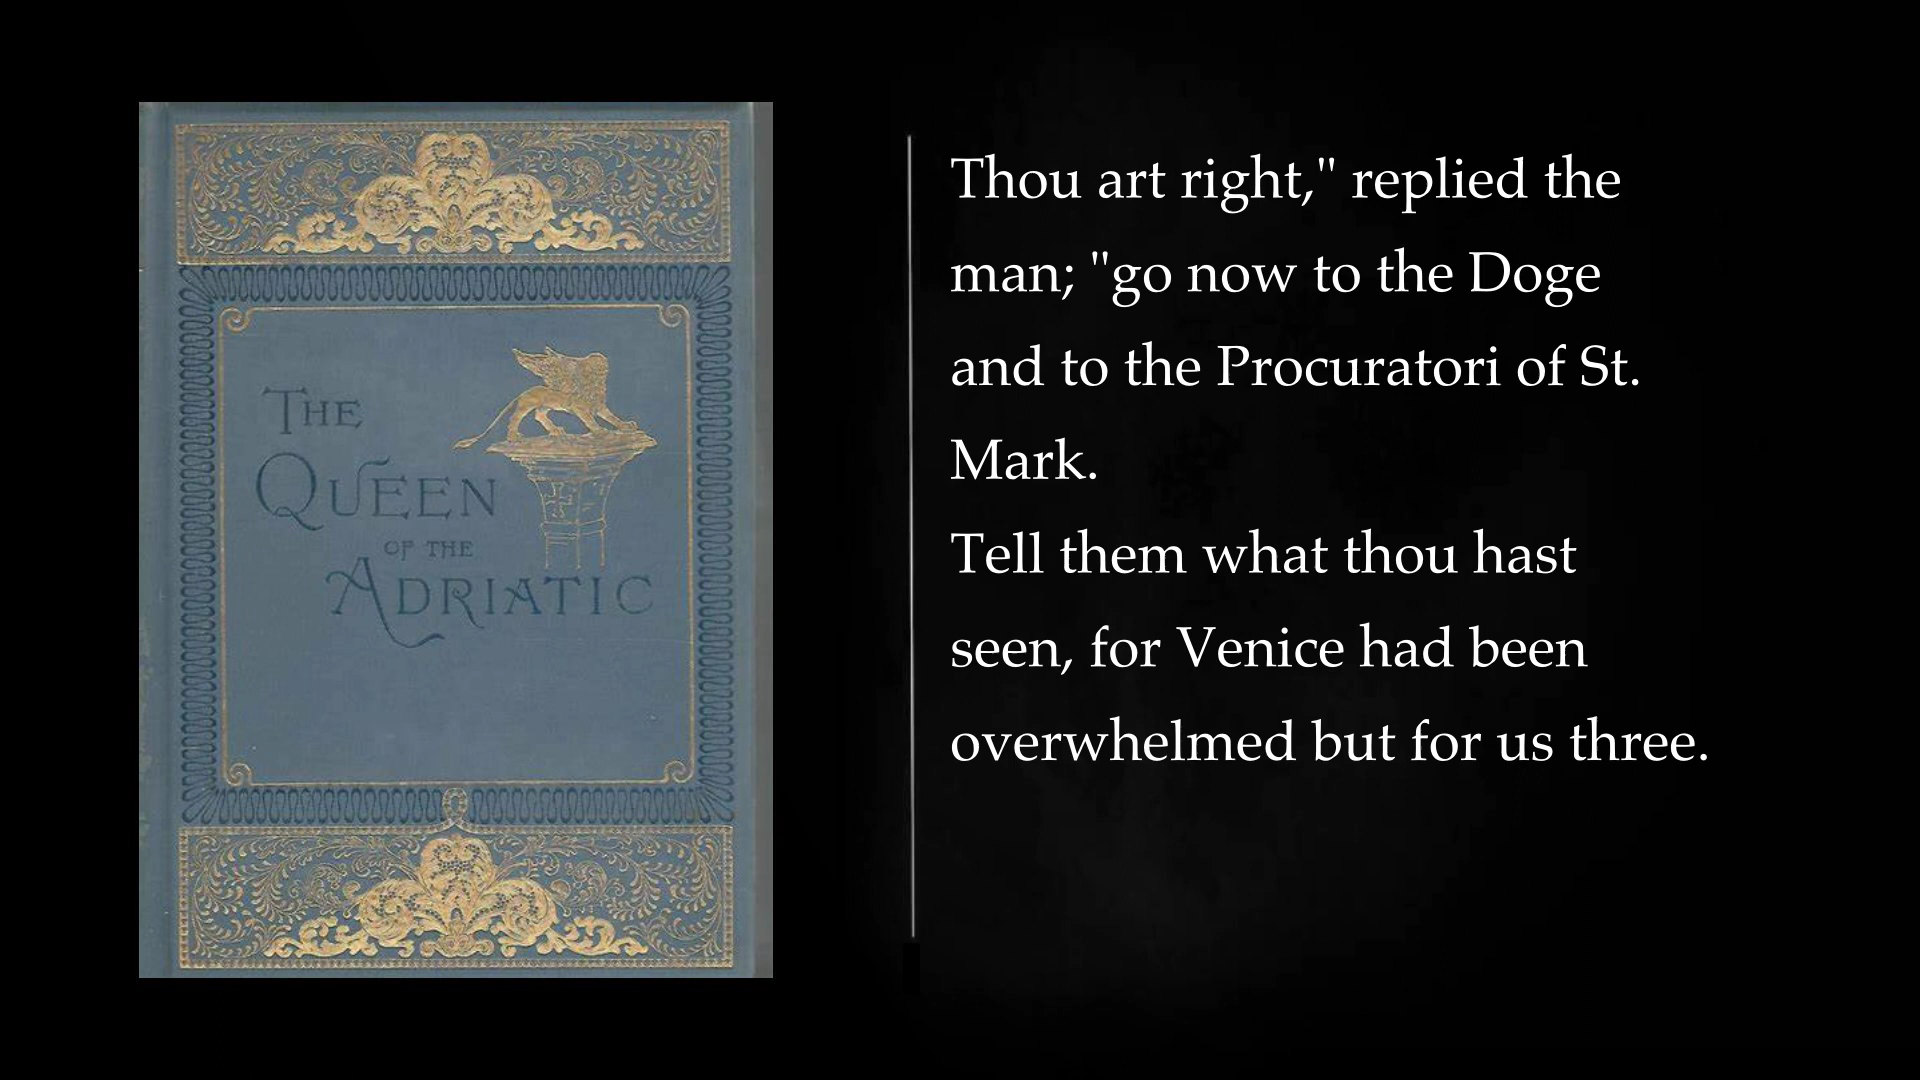 THE
QUEEN
OF THE
ADRIATIC
Thou art right," replied the
man; "go now to the Doge
and to the Procuratori of St.
Mark.
Tell them what thou hast
seen, for Venice had been
overwhelmed but for us three.